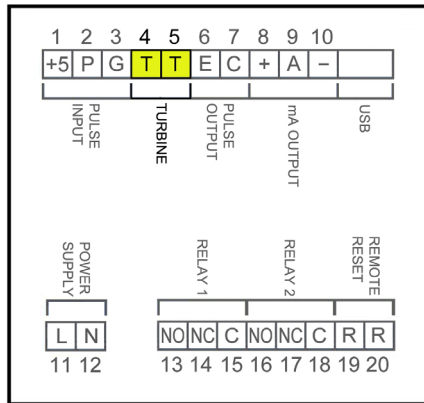 1 2 3 4 5 6 7 8 9 10
+5 P G T T E C + A −
PULSE INPUT
TURBINE
PULSE OUTPUT
mA OUTPUT
USB
POWER SUPPLY
RELAY 1
RELAY 2
REMOTE RESET
L N NO NC C NO NC C R R
11 12 13 14 15 16 17 18 19 20